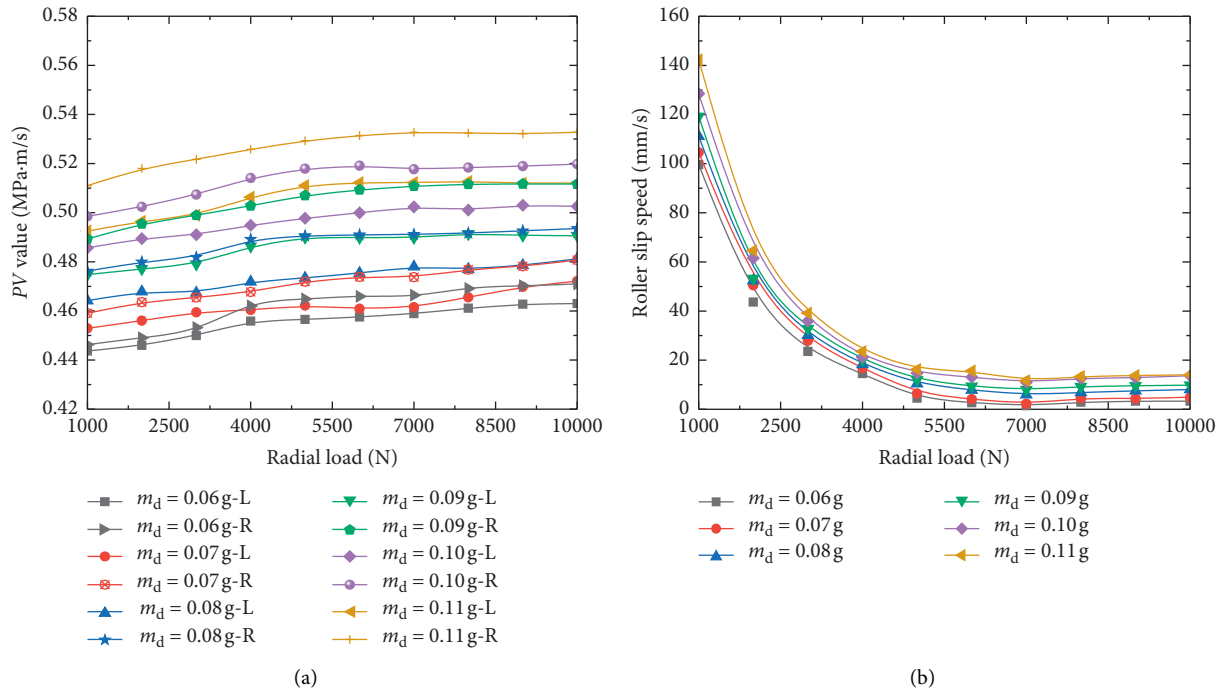 0.58
0.56
0.54
0.52
0.50
0.48
0.46
0.44
0.42
PV value (MPa·m/s)
1000 2500 4000 5500 7000 8500 10000
Radial load (N)
m_d = 0.06 g-L
m_d = 0.06 g-R
m_d = 0.07 g-L
m_d = 0.07 g-R
m_d = 0.08 g-L
m_d = 0.08 g-R
m_d = 0.09 g-L
m_d = 0.09 g-R
m_d = 0.10 g-L
m_d = 0.10 g-R
m_d = 0.11 g-L
m_d = 0.11 g-R
(a)
160
140
120
100
80
60
40
20
0
Roller slip speed (mm/s)
1000 2500 4000 5500 7000 8500 10000
Radial load (N)
m_d = 0.06 g
m_d = 0.07 g
m_d = 0.08 g
m_d = 0.09 g
m_d = 0.10 g
m_d = 0.11 g
(b)